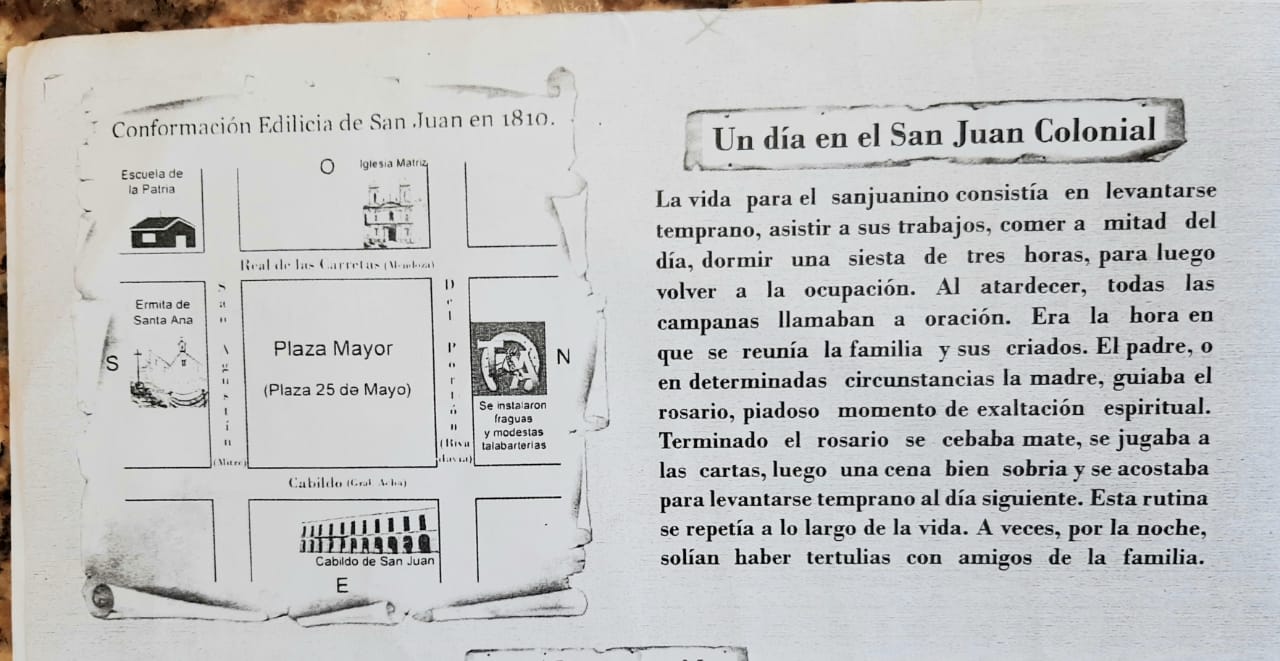 Conformación Edilicia de San Juan en 1810.
Escuela de
la Patria
O
Iglesia Matriz
Real de las Carretas (Mendoza)
Ermita de
Santa Ana
S
San Agustín
(Mitre)
Plaza Mayor
(Plaza 25 de Mayo)
Del Portón
(Riva
davia)
Se instalaron
fraguas
y modestas
talabarterías
N
Cabildo (Gral. Acha)
Cabildo de San Juan
E
Un día en el San Juan Colonial
La vida para el sanjuanino consistía en levantarse
temprano, asistir a sus trabajos, comer a mitad del
día, dormir una siesta de tres horas, para luego
volver a la ocupación. Al atardecer, todas las
campanas llamaban a oración. Era la hora en
que se reunía la familia y sus criados. El padre, o
en determinadas circunstancias la madre, guiaba el
rosario, piadoso momento de exaltación espiritual.
Terminado el rosario se cebaba mate, se jugaba a
las cartas, luego una cena bien sobria y se acostaba
para levantarse temprano al día siguiente. Esta rutina
se repetía a lo largo de la vida. A veces, por la noche,
solían haber tertulias con amigos de la familia.